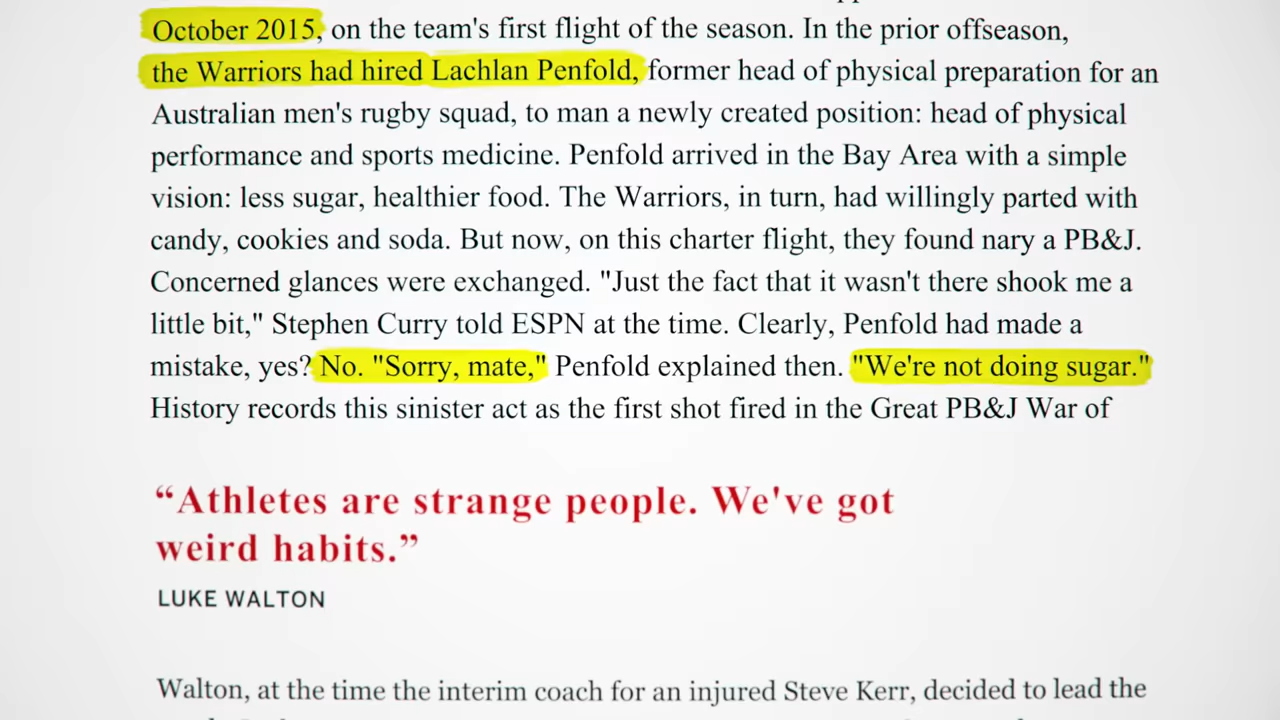 October 2015, on the team's first flight of the season. In the prior offseason,
the Warriors had hired Lachlan Penfold, former head of physical preparation for an
Australian men's rugby squad, to man a newly created position: head of physical
performance and sports medicine. Penfold arrived in the Bay Area with a simple
vision: less sugar, healthier food. The Warriors, in turn, had willingly parted with
candy, cookies and soda. But now, on this charter flight, they found nary a PB&J.
Concerned glances were exchanged. "Just the fact that it wasn't there shook me a
little bit," Stephen Curry told ESPN at the time. Clearly, Penfold had made a
mistake, yes? No. "Sorry, mate," Penfold explained then. "We're not doing sugar."
History records this sinister act as the first shot fired in the Great PB&J War of
“Athletes are strange people. We've got
weird habits.”
LUKE WALTON
Walton, at the time the interim coach for an injured Steve Kerr, decided to lead the